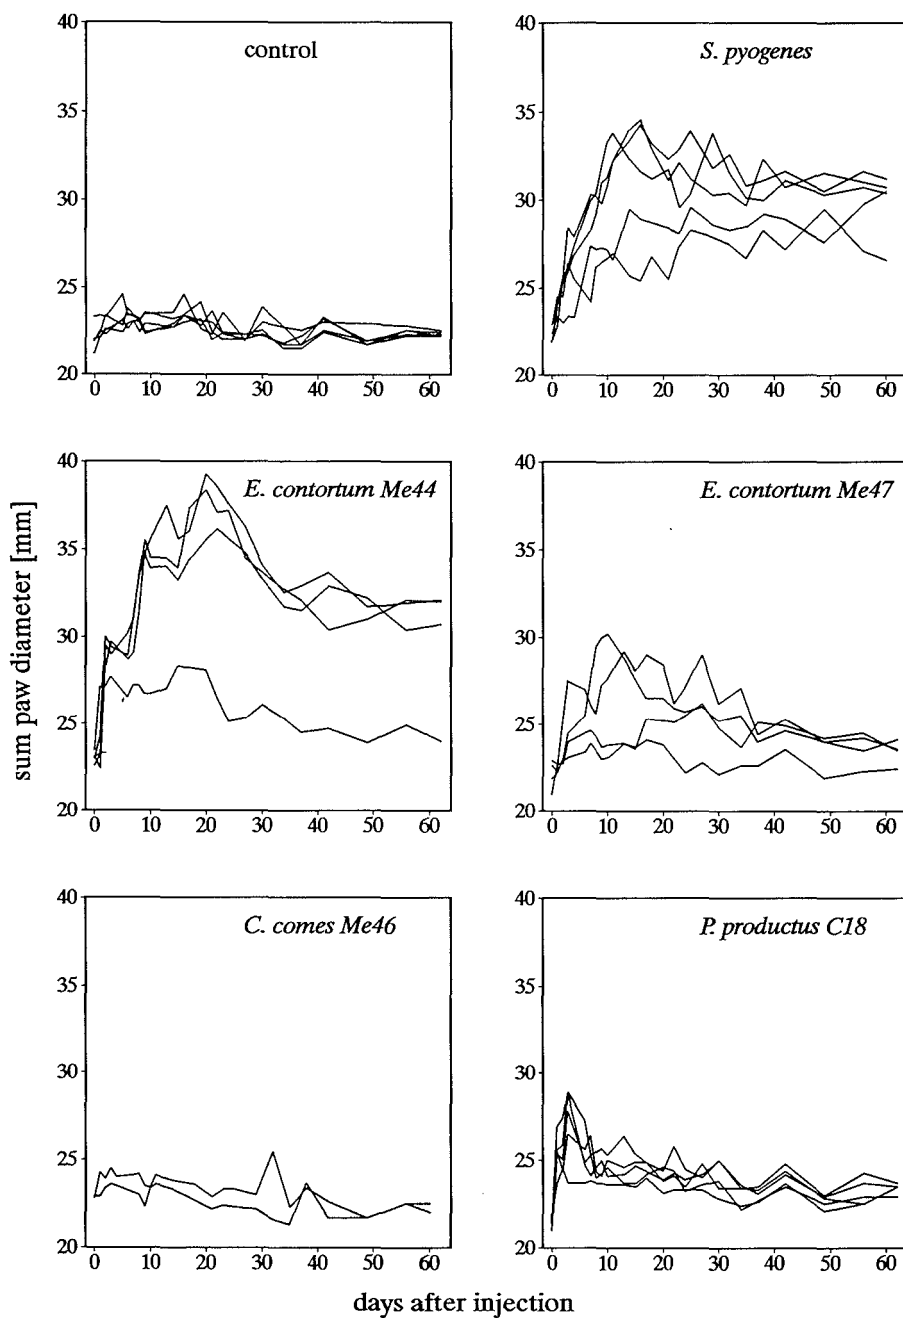 control
40
35
30
25
20
0 10 20 30 40 50 60
S. pyogenes
40
35
30
25
20
0 10 20 30 40 50 60
E. contortum Me44
40
35
30
25
20
0 10 20 30 40 50 60
E. contortum Me47
40
35
30
25
20
0 10 20 30 40 50 60
C. comes Me46
40
35
30
25
20
0 10 20 30 40 50 60
P. productus C18
40
35
30
25
20
0 10 20 30 40 50 60
sum paw diameter [mm]
days after injection